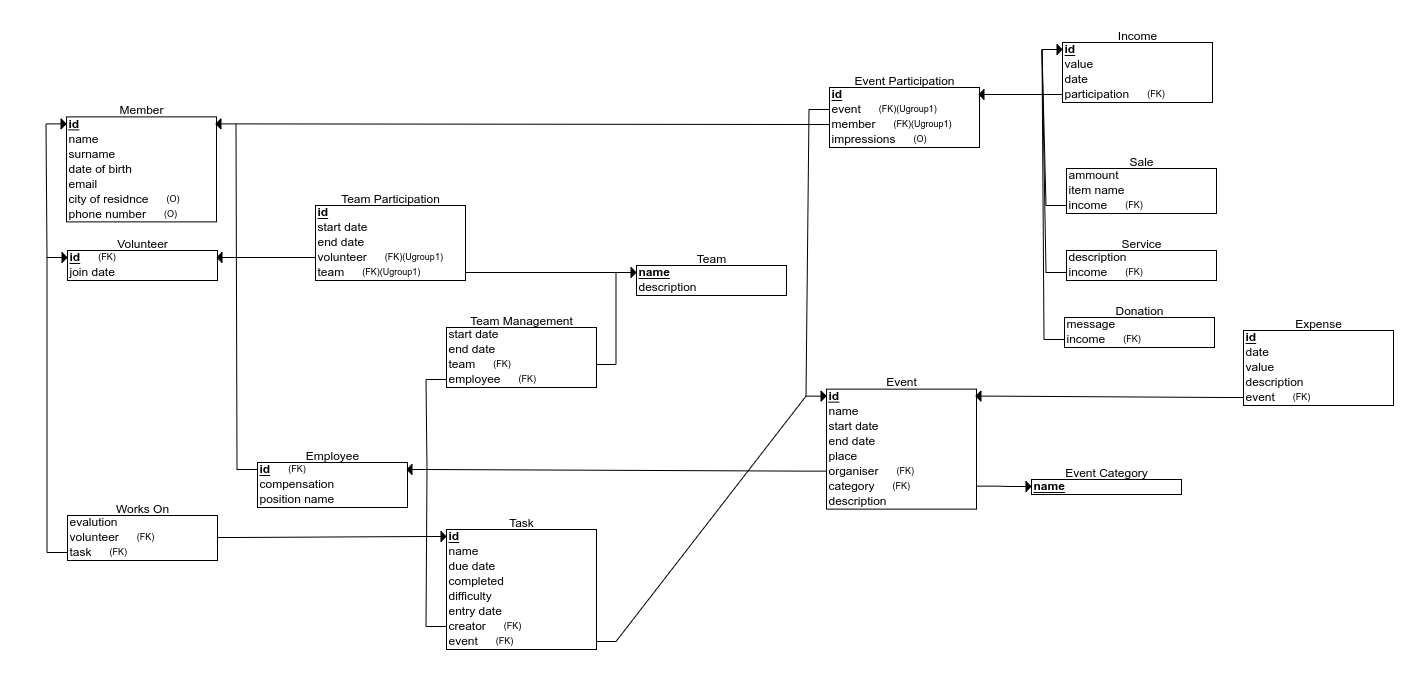 Member
id
name
surname
date of birth
email
city of residnce (O)
phone number (O)
Volunteer
id (FK)
join date
Team Participation
id
start date
end date
volunteer (FK)(Ugroup1)
team (FK)(Ugroup1)
Team
name
description
Team Management
start date
end date
team (FK)
employee (FK)
Employee
id (FK)
compensation
position name
Works On
evalution
volunteer (FK)
task (FK)
Task
id
name
due date
completed
difficulty
entry date
creator (FK)
event (FK)
Event Participation
id
event (FK)(Ugroup1)
member (FK)(Ugroup1)
impressions (O)
Income
id
value
date
participation (FK)
Sale
ammount
item name
income (FK)
Service
description
income (FK)
Donation
message
income (FK)
Expense
id
date
value
description
event (FK)
Event
id
name
start date
end date
place
organiser (FK)
category (FK)
description
Event Category
name